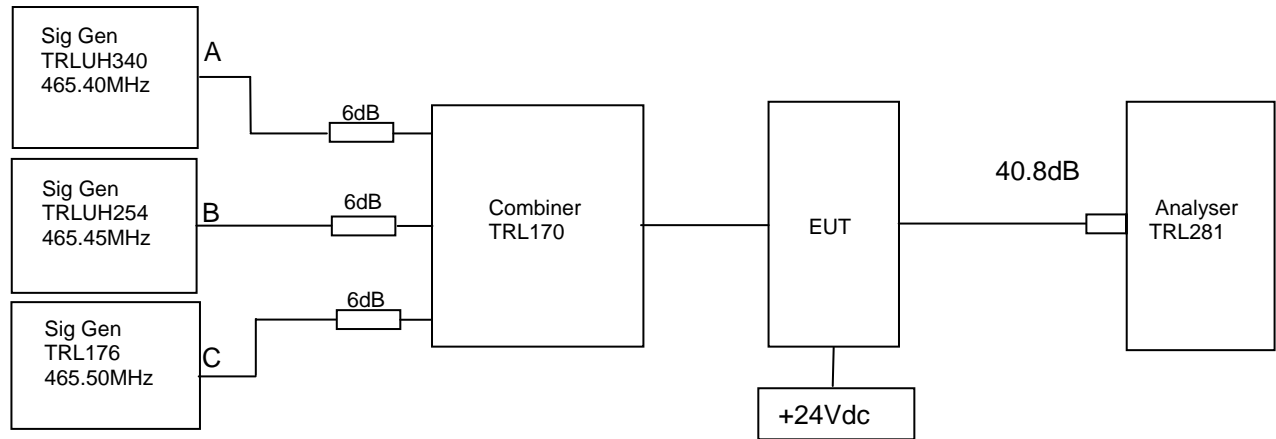 Sig Gen
TRLUH340
465.40MHz
A
6dB
Sig Gen
TRLUH254
465.45MHz
B
6dB
Sig Gen
TRL176
465.50MHz
C
6dB
Combiner
TRL170
EUT
+24Vdc
40.8dB
Analyser
TRL281